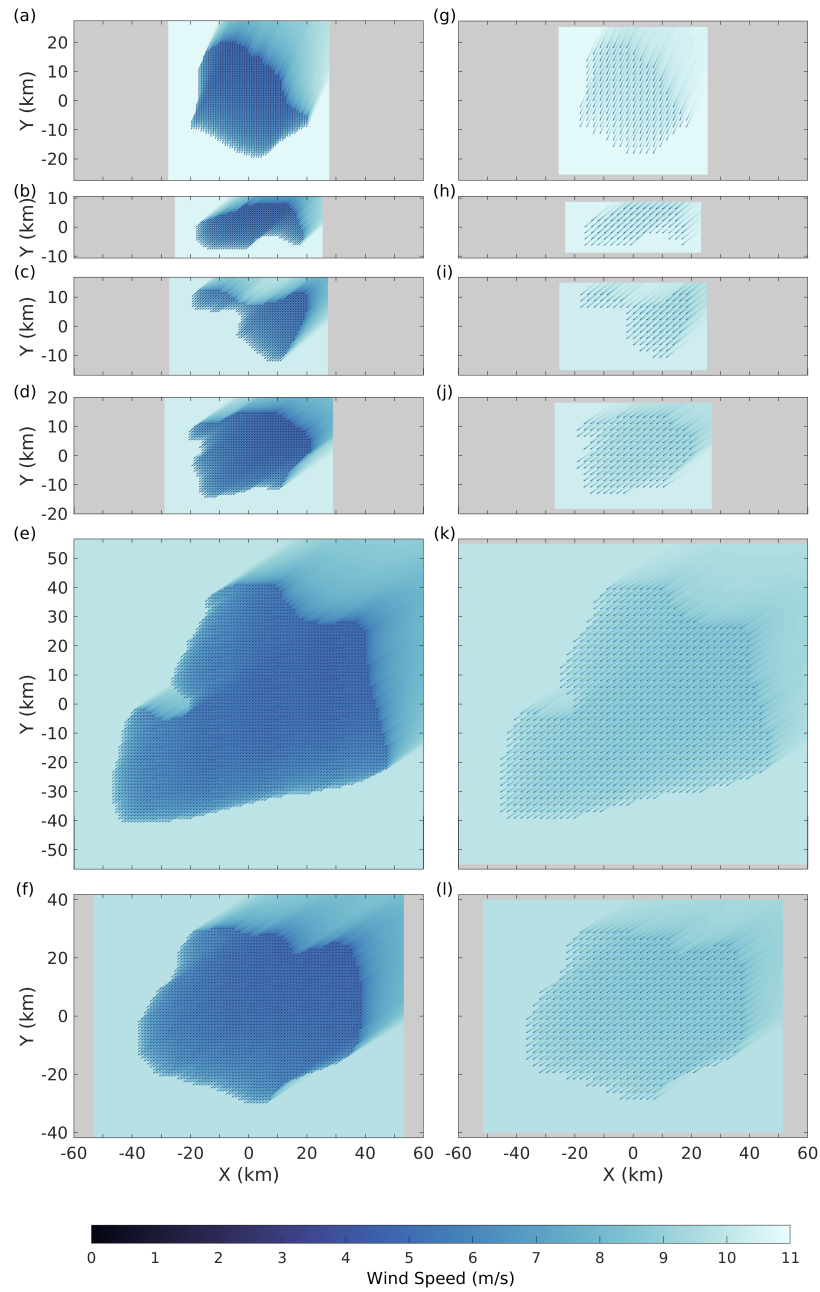 (a) (g)
20
10
0
-10
-20
Y (km)
(b) (h)
10
0
-10
Y (km)
(c) (i)
10
0
-10
Y (km)
(d) (j)
20
10
0
-10
-20
Y (km)
(e) (k)
50
40
30
20
10
0
-10
-20
-30
-40
-50
Y (km)
(f) (l)
40
20
0
-20
-40
Y (km)
-60 -40 -20 0 20 40 60 -60 -40 -20 0 20 40 60
X (km) X (km)
0 1 2 3 4 5 6 7 8 9 10 11
Wind Speed (m/s)